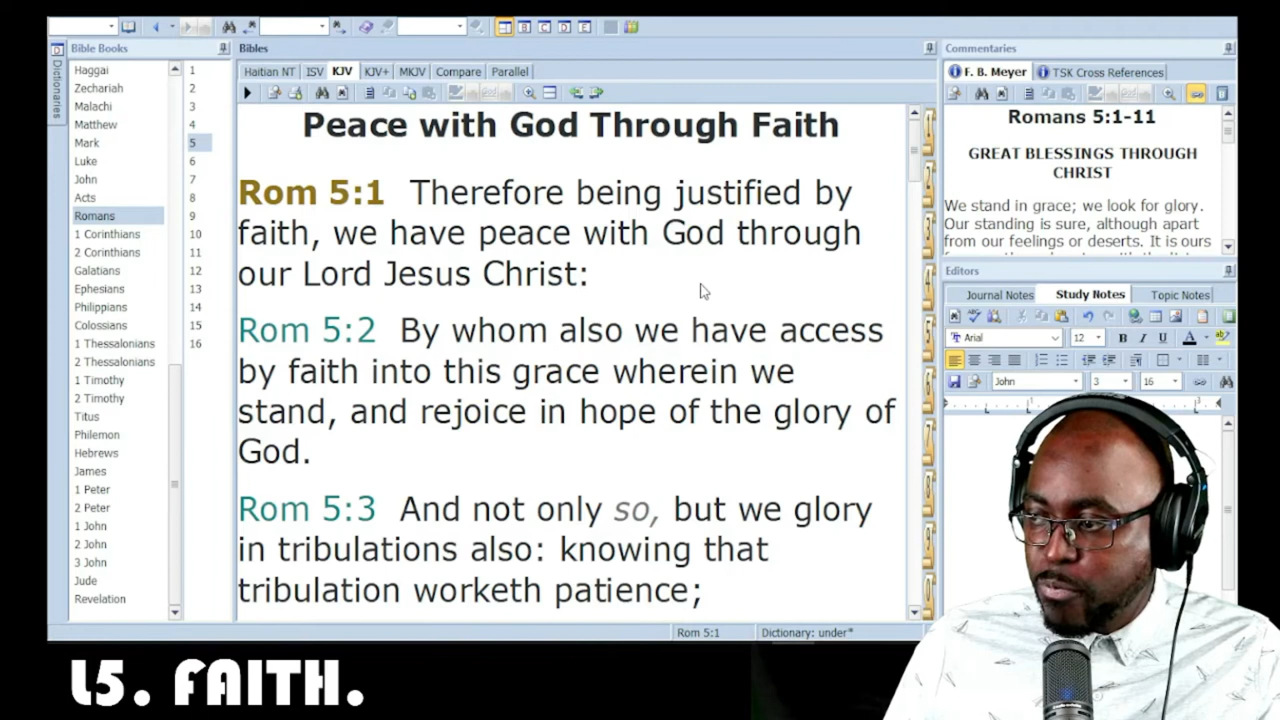 Bible Books
Haggai
Zechariah
Malachi
Matthew
Mark
Luke
John
Acts
Romans
1 Corinthians
2 Corinthians
Galatians
Ephesians
Philippians
Colossians
1 Thessalonians
2 Thessalonians
1 Timothy
2 Timothy
Titus
Philemon
Hebrews
James
1 Peter
2 Peter
1 John
2 John
3 John
Jude
Revelation
1
2
3
4
5
6
7
8
9
10
11
12
13
14
15
16
Dictionaries
Bibles
Haitian NT ISV KJV KJV+ MKJV Compare Parallel
Peace with God Through Faith
Rom 5:1 Therefore being justified by
faith, we have peace with God through
our Lord Jesus Christ:
Rom 5:2 By whom also we have access
by faith into this grace wherein we
stand, and rejoice in hope of the glory of
God.
Rom 5:3 And not only so, but we glory
in tribulations also: knowing that
tribulation worketh patience;
Rom 5:1 Dictionary: under*
Commentaries
F. B. Meyer TSK Cross References
Romans 5:1-11
GREAT BLESSINGS THROUGH
CHRIST
We stand in grace; we look for glory.
Our standing is sure, although apart
from our feelings or deserts. It is ours
Editors
Journal Notes Study Notes Topic Notes
Arial 12 B I U A
John 3 16
L5. FAITH.